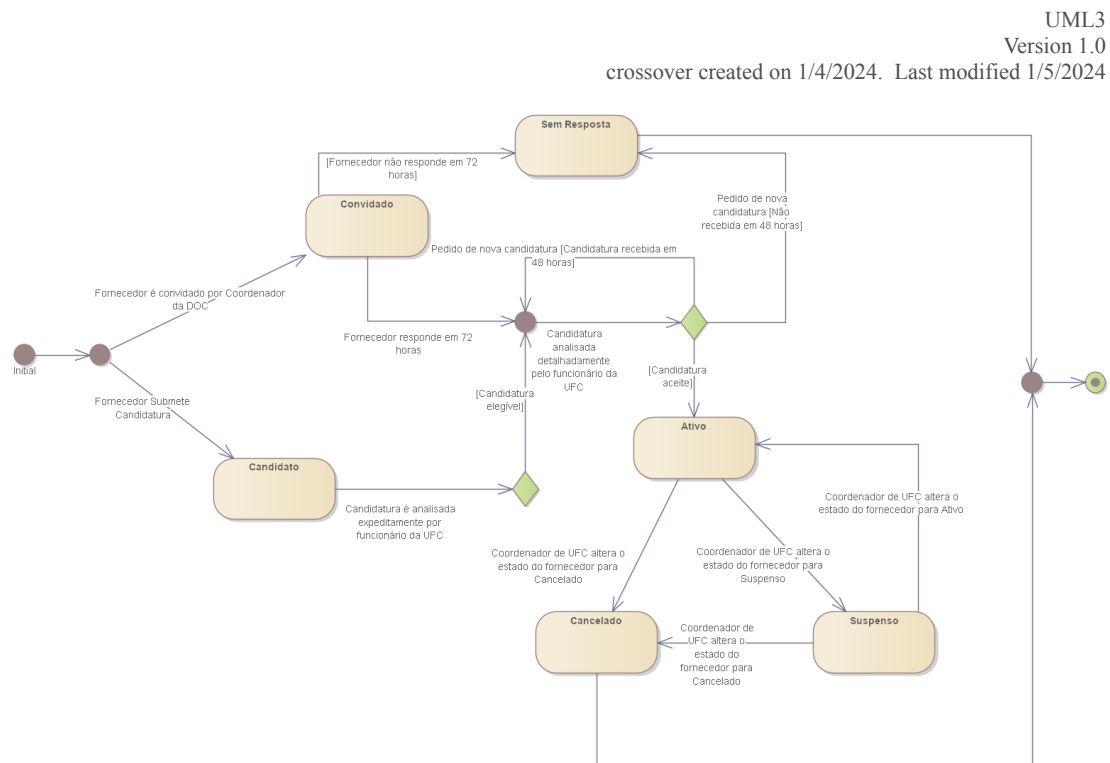 UML3
Version 1.0
crossover created on 1/4/2024.  Last modified 1/5/2024
Sem Resposta
[Fornecedor não responde em 72
horas]
Convidado
Pedido de nova
candidatura [Não
recebida em 48 horas]
Pedido de nova candidatura [Candidatura recebida em
48 horas]
Fornecedor é convidado por Coordenador
da DOC
Fornecedor responde em 72
horas
Candidatura
analisada
detalhadamente
pelo funcionário da
UFC
Initial
[Candidatura
aceite]
[Candidatura
elegível]
Fornecedor Submete
Candidatura
Ativo
Candidato
Candidatura é analisada
expeditamente por
funcionário da UFC
Coordenador de UFC altera o
estado do fornecedor para Ativo
Coordenador de UFC altera o
estado do fornecedor para
Cancelado
Coordenador de UFC altera o
estado do fornecedor para
Suspenso
Cancelado
Coordenador de
UFC altera o
estado do
fornecedor para
Cancelado
Suspenso